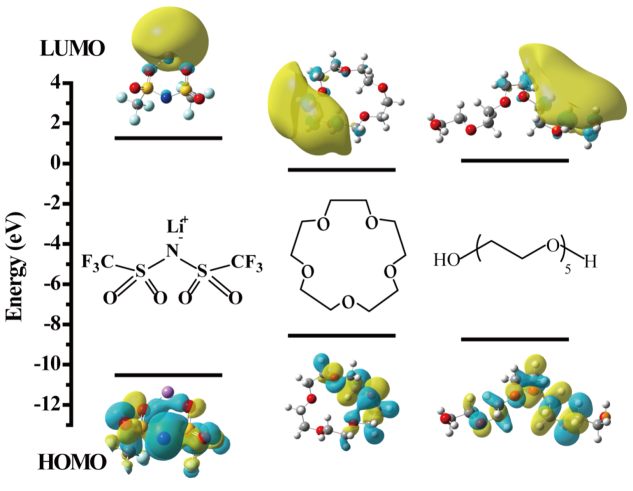 LUMO
4
2
0
-2
-4
-6
-8
-10
-12
Energy (eV)
HOMO
Li+
N-
F3C S S CF3
O O O O
O O
O O
O
HO O 5 H